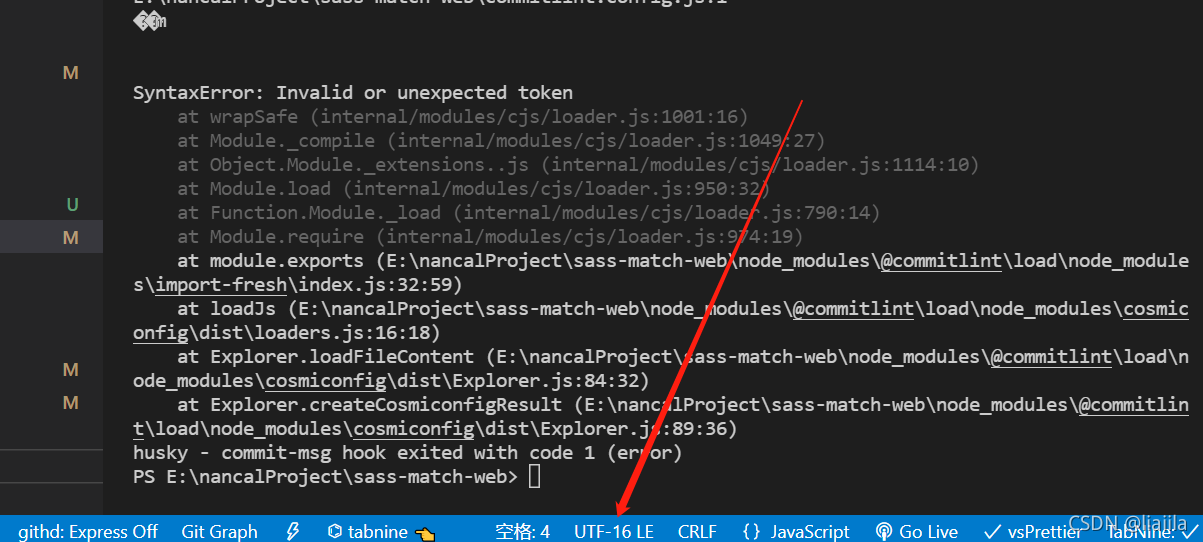 E:\nancalProject\sass-match-web\commitlint.config.js:1
��m
M
SyntaxError: Invalid or unexpected token
at wrapSafe (internal/modules/cjs/loader.js:1001:16)
at Module._compile (internal/modules/cjs/loader.js:1049:27)
at Object.Module._extensions..js (internal/modules/cjs/loader.js:1114:10)
at Module.load (internal/modules/cjs/loader.js:950:32)
U
at Function.Module._load (internal/modules/cjs/loader.js:790:14)
M
at Module.require (internal/modules/cjs/loader.js:974:19)
at module.exports (E:\nancalProject\sass-match-web\node_modules\@commitlint\load\node_module
s\import-fresh\index.js:32:59)
at loadJs (E:\nancalProject\sass-match-web\node_modules\@commitlint\load\node_modules\cosmic
onfig\dist\loaders.js:16:18)
at Explorer.loadFileContent (E:\nancalProject\sass-match-web\node_modules\@commitlint\load\n
M
ode_modules\cosmiconfig\dist\Explorer.js:84:32)
M
at Explorer.createCosmiconfigResult (E:\nancalProject\sass-match-web\node_modules\@commitlin
t\load\node_modules\cosmiconfig\dist\Explorer.js:89:36)
husky - commit-msg hook exited with code 1 (error)
PS E:\nancalProject\sass-match-web>
githd: Express Off Git Graph tabnine 空格: 4 UTF-16 LE CRLF {} JavaScript Go Live vsPrettier TabNine:
CSDN @liajila